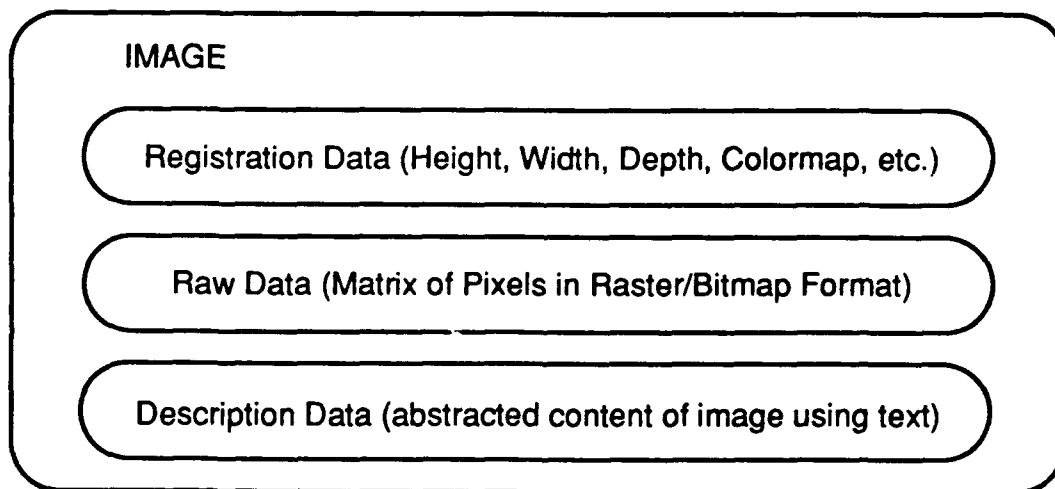 IMAGE
Registration Data (Height, Width, Depth, Colormap, etc.)
Raw Data (Matrix of Pixels in Raster/Bitmap Format)
Description Data (abstracted content of image using text)